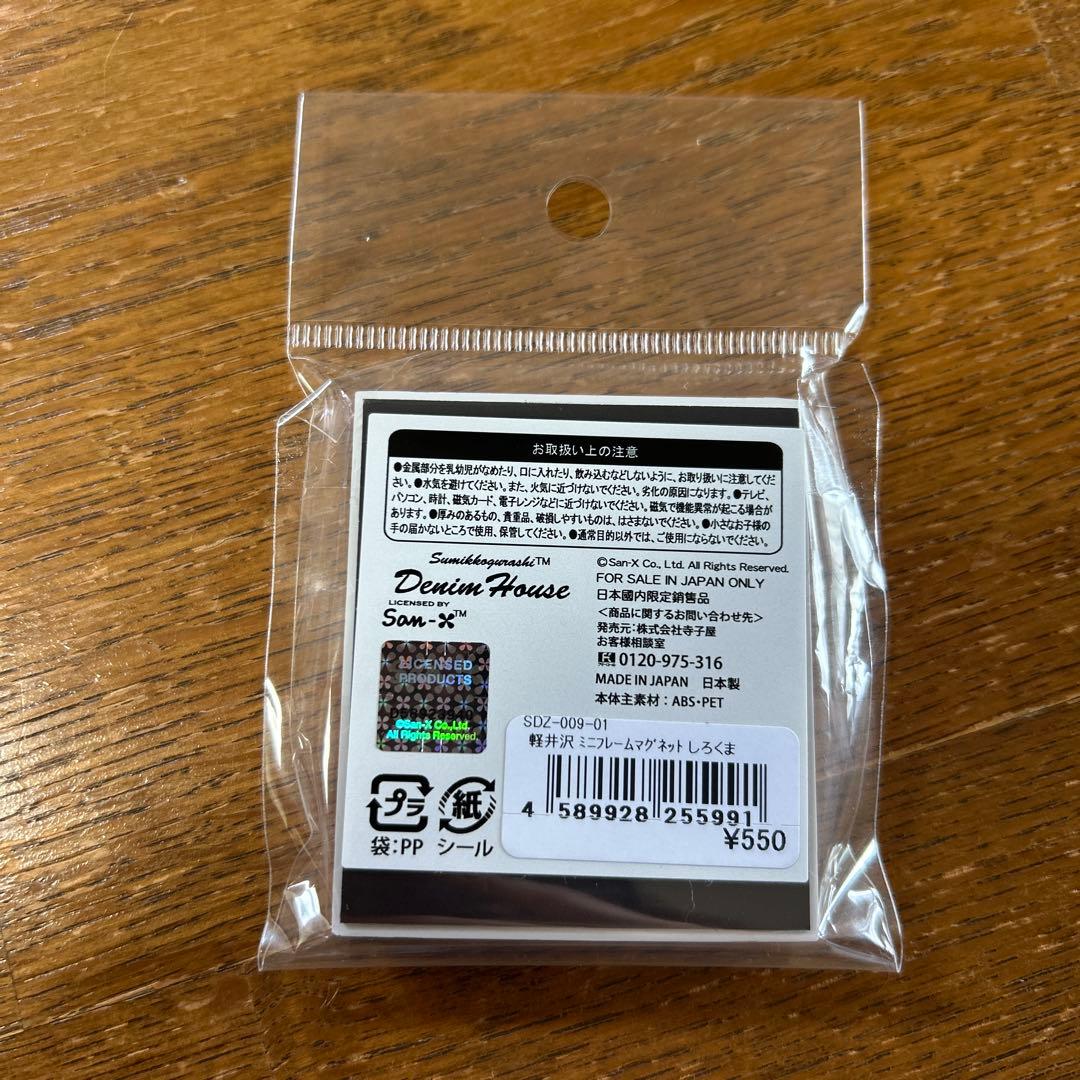 お取扱い上の注意
●金属部分を乳幼児がなめたり、口に入れたり、飲み込むなどしないように、お取り扱いに注意してくだ
さい。●水気を避けてください。また、火気に近づけないでください。劣化の原因になります。●テレビ、
パソコン、時計、磁気カード、電子レンジなどに近づけないでください。磁気で機能異常が起こる場合が
あります。●厚みのあるもの、貴重品、破損しやすいものは、はさまないでください。●小さなお子様の
手の届かないところで使用、保管してください。●通常目的以外では、ご使用にならないでください。
Sumikkogurashi™
Denim House
LICENSED BY
San-X™
©San-X Co., Ltd. All Rights Reserved.
FOR SALE IN JAPAN ONLY
日本國内限定銷售品
＜商品に関するお問い合わせ先＞
発売元：株式会社寺子屋
お客様相談室
0120-975-316
MADE IN JAPAN 日本製
本体主素材：ABS・PET
LICENSED
PRODUCTS
©San-X Co.,Ltd.
All Rights Reserved.
プラ
袋：PP
紙
シール
SDZ-009-01
軽井沢 ﾐﾆﾌﾚｰﾑﾏｸﾞﾈｯﾄ しろくま
4 589928 255991
¥550